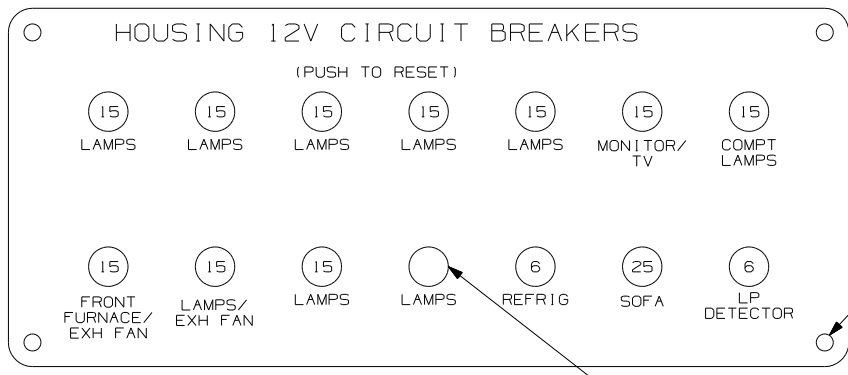 HOUSING 12V CIRCUIT BREAKERS
(PUSH TO RESET)
15 15 15 15 15 15 15
LAMPS LAMPS LAMPS LAMPS LAMPS MONITOR/ COMPT
TV LAMPS
15 15 15 6 25 6
FRONT LAMPS/ LAMPS LAMPS REFRIG SOFA LP
FURNACE/ EXH FAN DETECTOR
EXH FAN